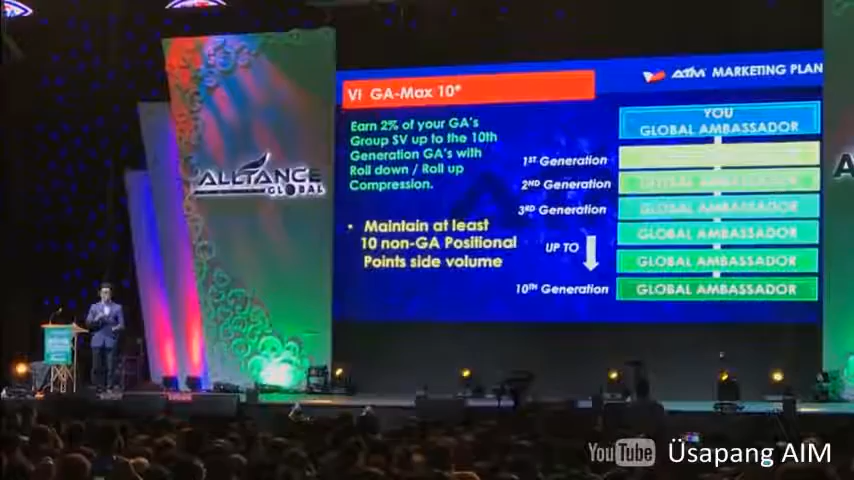 VI GA-Max 10*
AIM MARKETING PLAN
Earn 2% of your GA's
Group SV up to the 10th
Generation GA's with
Roll down / Roll up
Compression.
• Maintain at least
10 non-GA Positional
Points side volume
YOU
GLOBAL AMBASSADOR
1ST Generation
2ND Generation
GLOBAL AMBASSADOR
3RD Generation
GLOBAL AMBASSADOR
GLOBAL AMBASSADOR
UP TO
GLOBAL AMBASSADOR
10TH Generation
GLOBAL AMBASSADOR
ALLIANCE
GLOBAL
A
YouTube Üsapang AIM